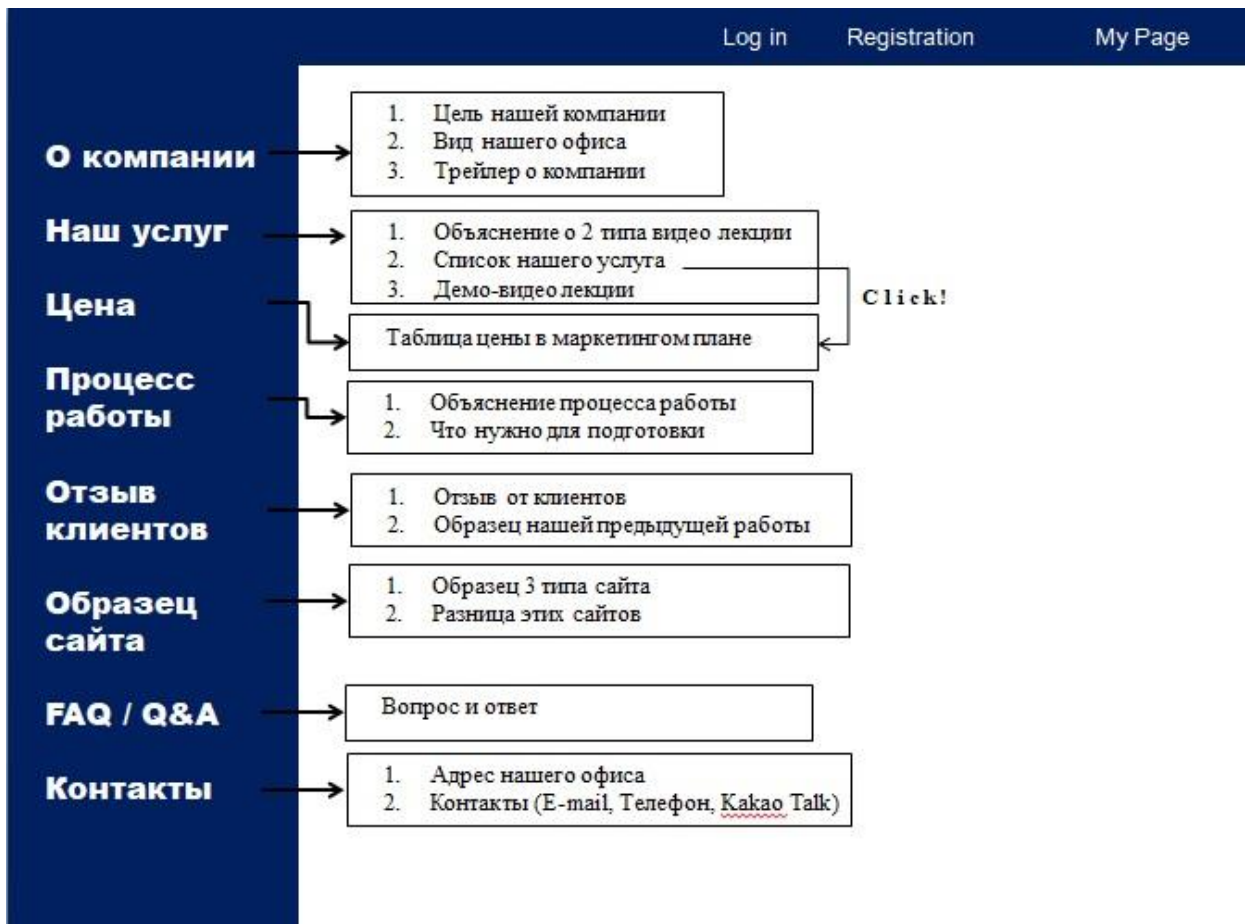 Log in Registration My Page
О компании
1. Цель нашей компании
2. Вид нашего офиса
3. Трейлер о компании
Наш услуг
1. Объяснение о 2 типа видео лекции
2. Список нашего услуга
3. Демо-видео лекции
Click!
Цена
Таблица цены в маркетингом плане
Процесс
работы
1. Объяснение процесса работы
2. Что нужно для подготовки
Отзыв
клиентов
1. Отзыв от клиентов
2. Образец нашей предыдущей работы
Образец
сайта
1. Образец 3 типа сайта
2. Разница этих сайтов
FAQ / Q&A
Вопрос и ответ
Контакты
1. Адрес нашего офиса
2. Контакты (E-mail, Телефон, Kakao Talk)